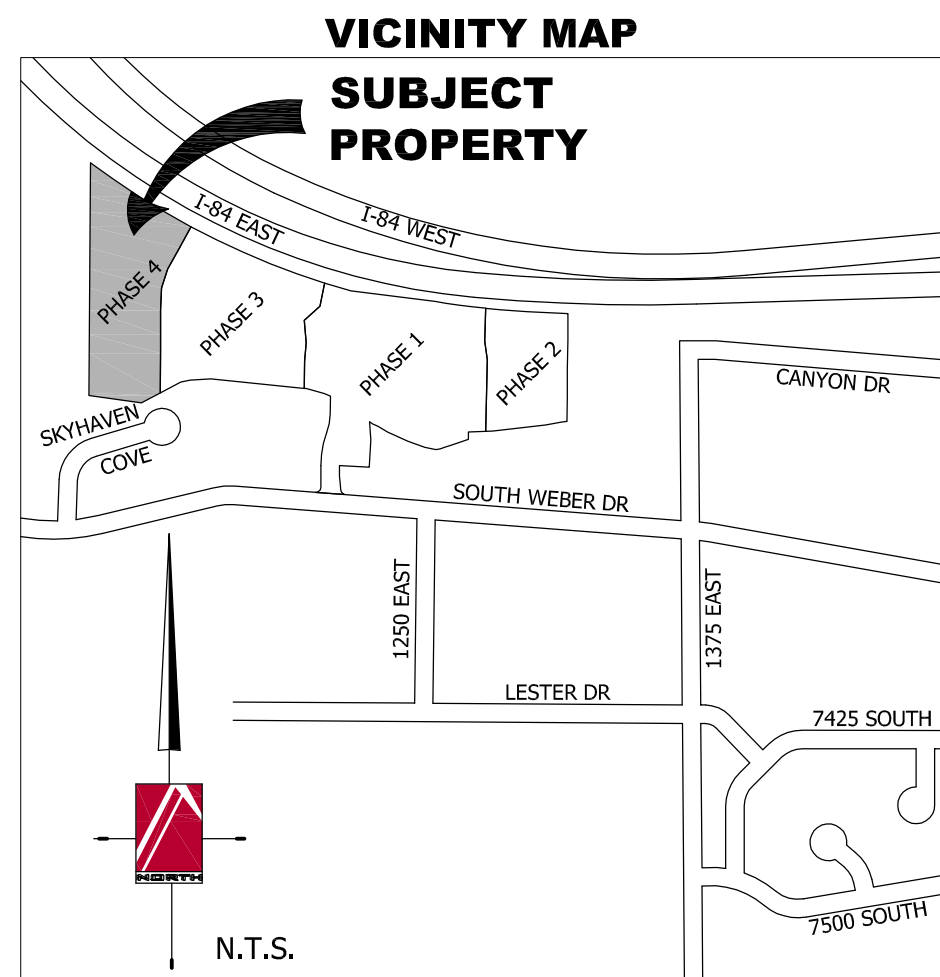 VICINITY MAP
SUBJECT
PROPERTY
I-84 EAST
I-84 WEST
PHASE 4
PHASE 3
PHASE 1
PHASE 2
CANYON DR
SKYHAVEN
COVE
SOUTH WEBER DR
1250 EAST
1375 EAST
LESTER DR
7425 SOUTH
7500 SOUTH
NORTH
N.T.S.